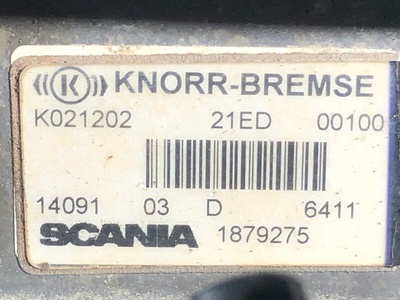 ((K)) KNORR-BREMSE
K021202 21ED 00100
14091 03 D 6411
SCANIA 1879275